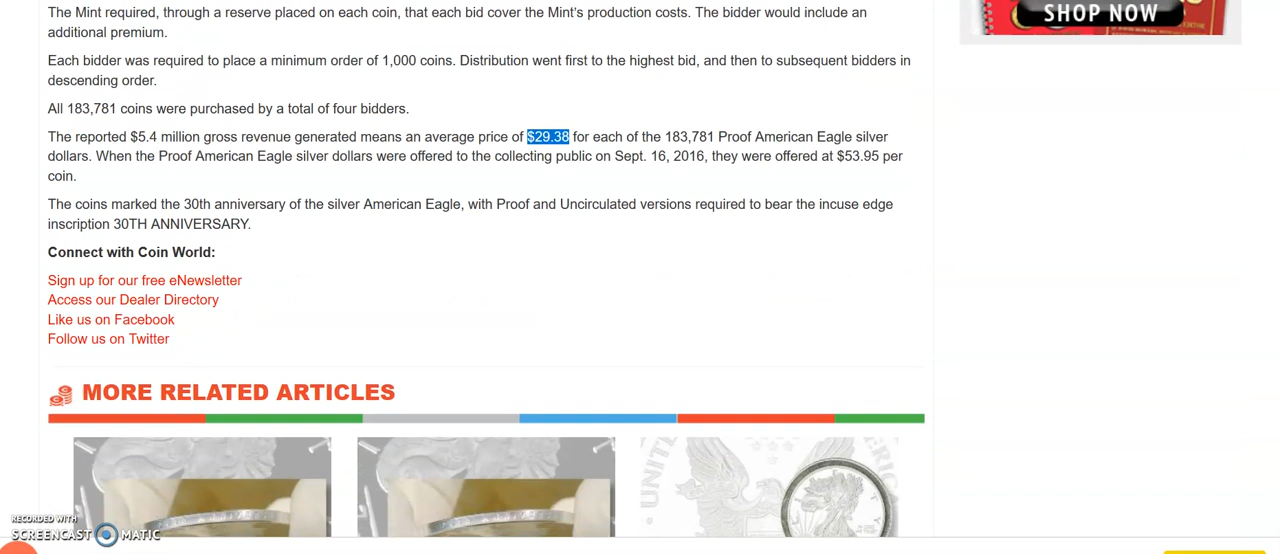 The Mint required, through a reserve placed on each coin, that each bid cover the Mint's production costs. The bidder would include an
additional premium.
SHOP NOW
Each bidder was required to place a minimum order of 1,000 coins. Distribution went first to the highest bid, and then to subsequent bidders in
descending order.
All 183,781 coins were purchased by a total of four bidders.
The reported $5.4 million gross revenue generated means an average price of $29.38 for each of the 183,781 Proof American Eagle silver
dollars. When the Proof American Eagle silver dollars were offered to the collecting public on Sept. 16, 2016, they were offered at $53.95 per
coin.
The coins marked the 30th anniversary of the silver American Eagle, with Proof and Uncirculated versions required to bear the incuse edge
inscription 30TH ANNIVERSARY.
Connect with Coin World:
Sign up for our free eNewsletter
Access our Dealer Directory
Like us on Facebook
Follow us on Twitter
MORE RELATED ARTICLES
UNITE
ERICA
RECORDED WITH
SCREENCAST MATIC